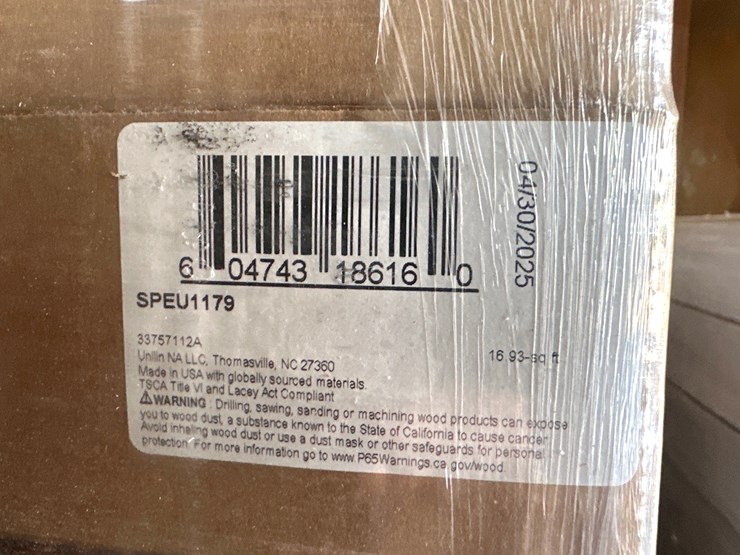 04/30/2025
6 04743 18616 0
SPEU1179
33757112A
16.93-sq ft
Unilin NA LLC, Thomasville, NC 27360
Made in USA with globally sourced materials.
TSCA Title VI and Lacey Act Compliant
⚠WARNING : Drilling, sawing, sanding or machining wood products can expose
you to wood dust, a substance known to the State of California to cause cancer.
Avoid inhaling wood dust or use a dust mask or other safeguards for personal
protection. For more information go to www.P65Warnings.ca.gov/wood.